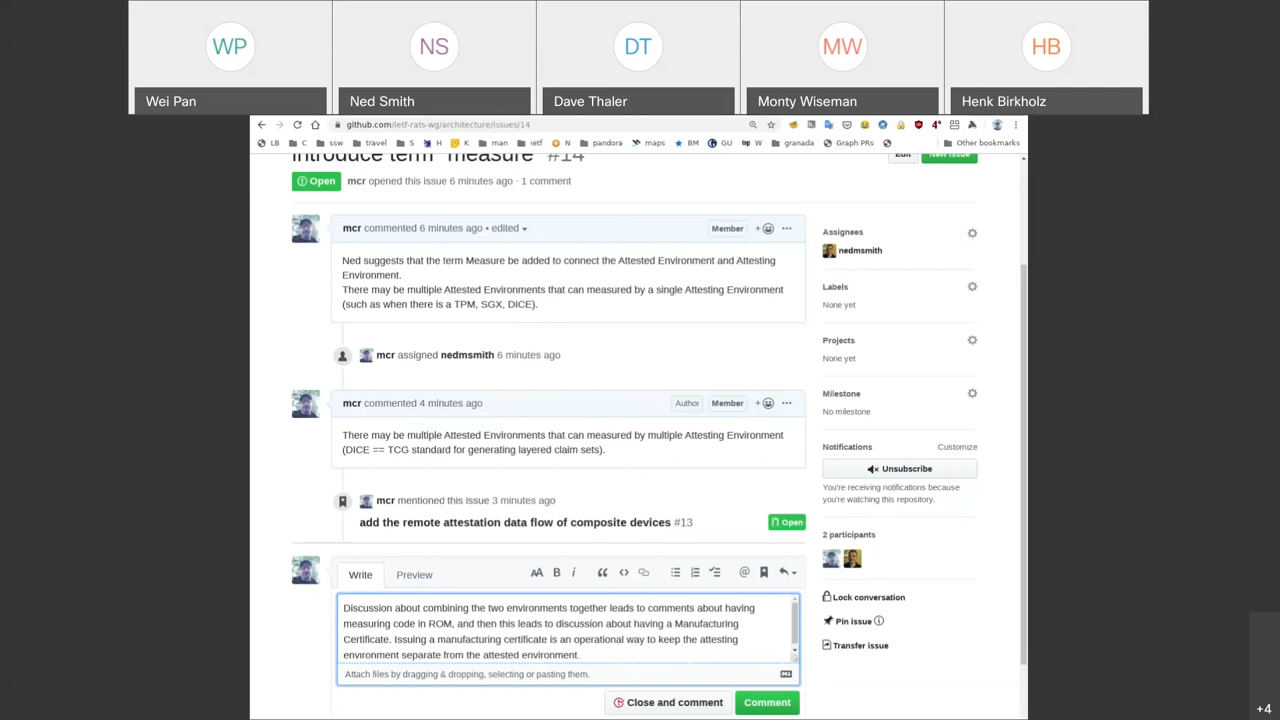 WP
NS
DT
MW
HB
Wei Pan
Ned Smith
Dave Thaler
Monty Wiseman
Henk Birkholz
github.com/ietf-rats-wg/architecture/issues/14
LB
C
ssw
travel
S
H
K
man
ietf
N
pandora
maps
BM
GU
W
granada
Graph PRs
Other bookmarks
Introduce term "measure" #14
Edit
New issue
Open
mcr opened this issue 6 minutes ago · 1 comment
mcr commented 6 minutes ago • edited
Member
Ned suggests that the term Measure be added to connect the Attested Environment and Attesting
Environment.
There may be multiple Attested Environments that can measured by a single Attesting Environment
(such as when there is a TPM, SGX, DICE).
mcr assigned nedmsmith 6 minutes ago
mcr commented 4 minutes ago
Author
Member
There may be multiple Attested Environments that can measured by multiple Attesting Environment
(DICE == TCG standard for generating layered claim sets).
mcr mentioned this issue 3 minutes ago
add the remote attestation data flow of composite devices #13
Open
Write
Preview
Discussion about combining the two environments together leads to comments about having
measuring code in ROM, and then this leads to discussion about having a Manufacturing
Certificate. Issuing a manufacturing certificate is an operational way to keep the attesting
environment separate from the attested environment.
Attach files by dragging & dropping, selecting or pasting them.
Close and comment
Comment
Assignees
nedmsmith
Labels
None yet
Projects
None yet
Milestone
No milestone
Notifications
Customize
Unsubscribe
You're receiving notifications because
you're watching this repository.
2 participants
Lock conversation
Pin issue
Transfer issue
+4